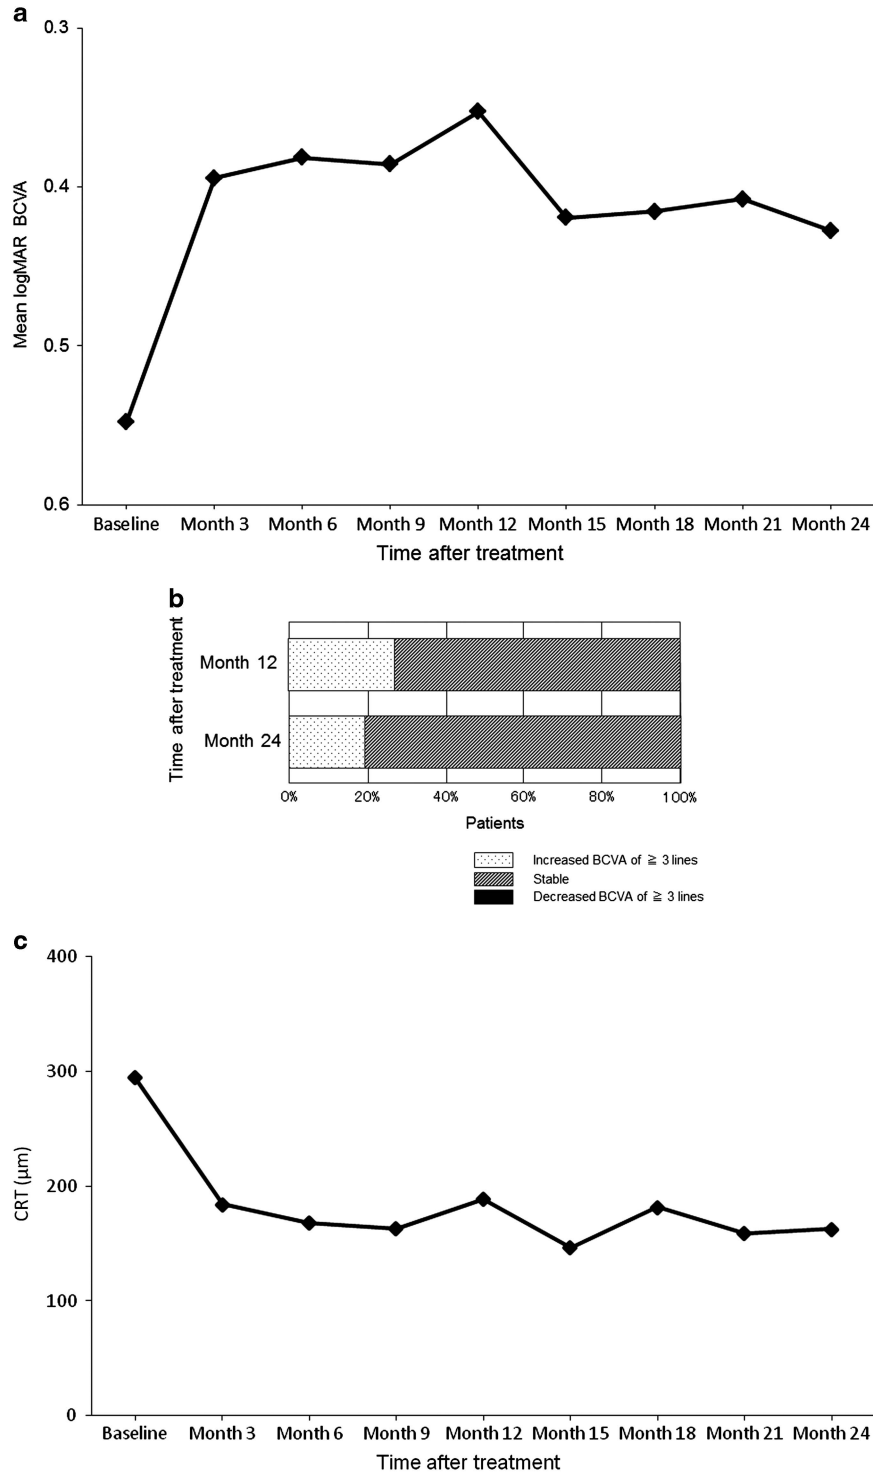 a
0.3
0.4
0.5
0.6
Mean logMAR BCVA
Baseline Month 3 Month 6 Month 9 Month 12 Month 15 Month 18 Month 21 Month 24
Time after treatment
b
Time after treatment
Month 12
Month 24
0% 20% 40% 60% 80% 100%
Patients
Increased BCVA of ≧ 3 lines
Stable
Decreased BCVA of ≧ 3 lines
c
400
300
200
100
0
CRT (μm)
Baseline Month 3 Month 6 Month 9 Month 12 Month 15 Month 18 Month 21 Month 24
Time after treatment